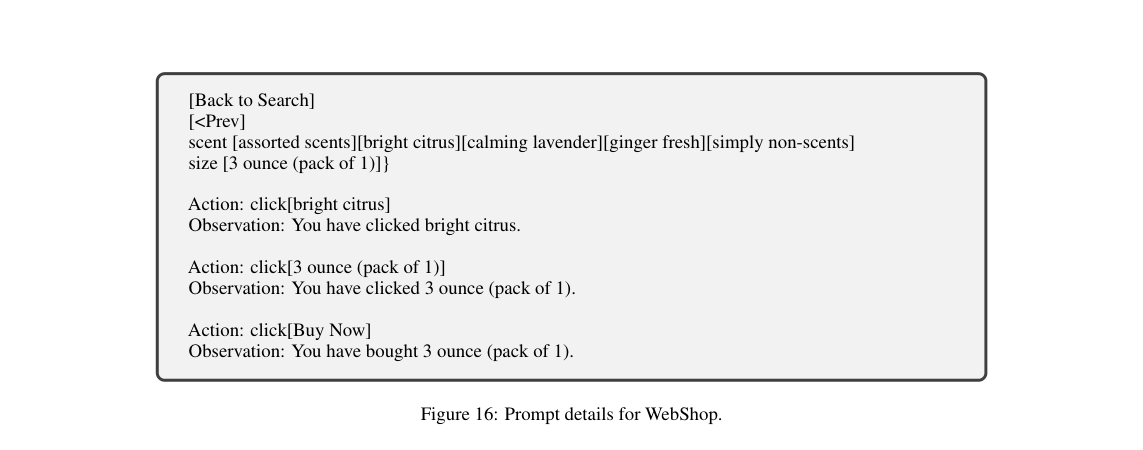 [Back to Search]
[<Prev]
scent [assorted scents][bright citrus][calming lavender][ginger fresh][simply non-scents]
size [3 ounce (pack of 1)]}
Action: click[bright citrus]
Observation: You have clicked bright citrus.
Action: click[3 ounce (pack of 1)]
Observation: You have clicked 3 ounce (pack of 1).
Action: click[Buy Now]
Observation: You have bought 3 ounce (pack of 1).
Figure 16: Prompt details for WebShop.